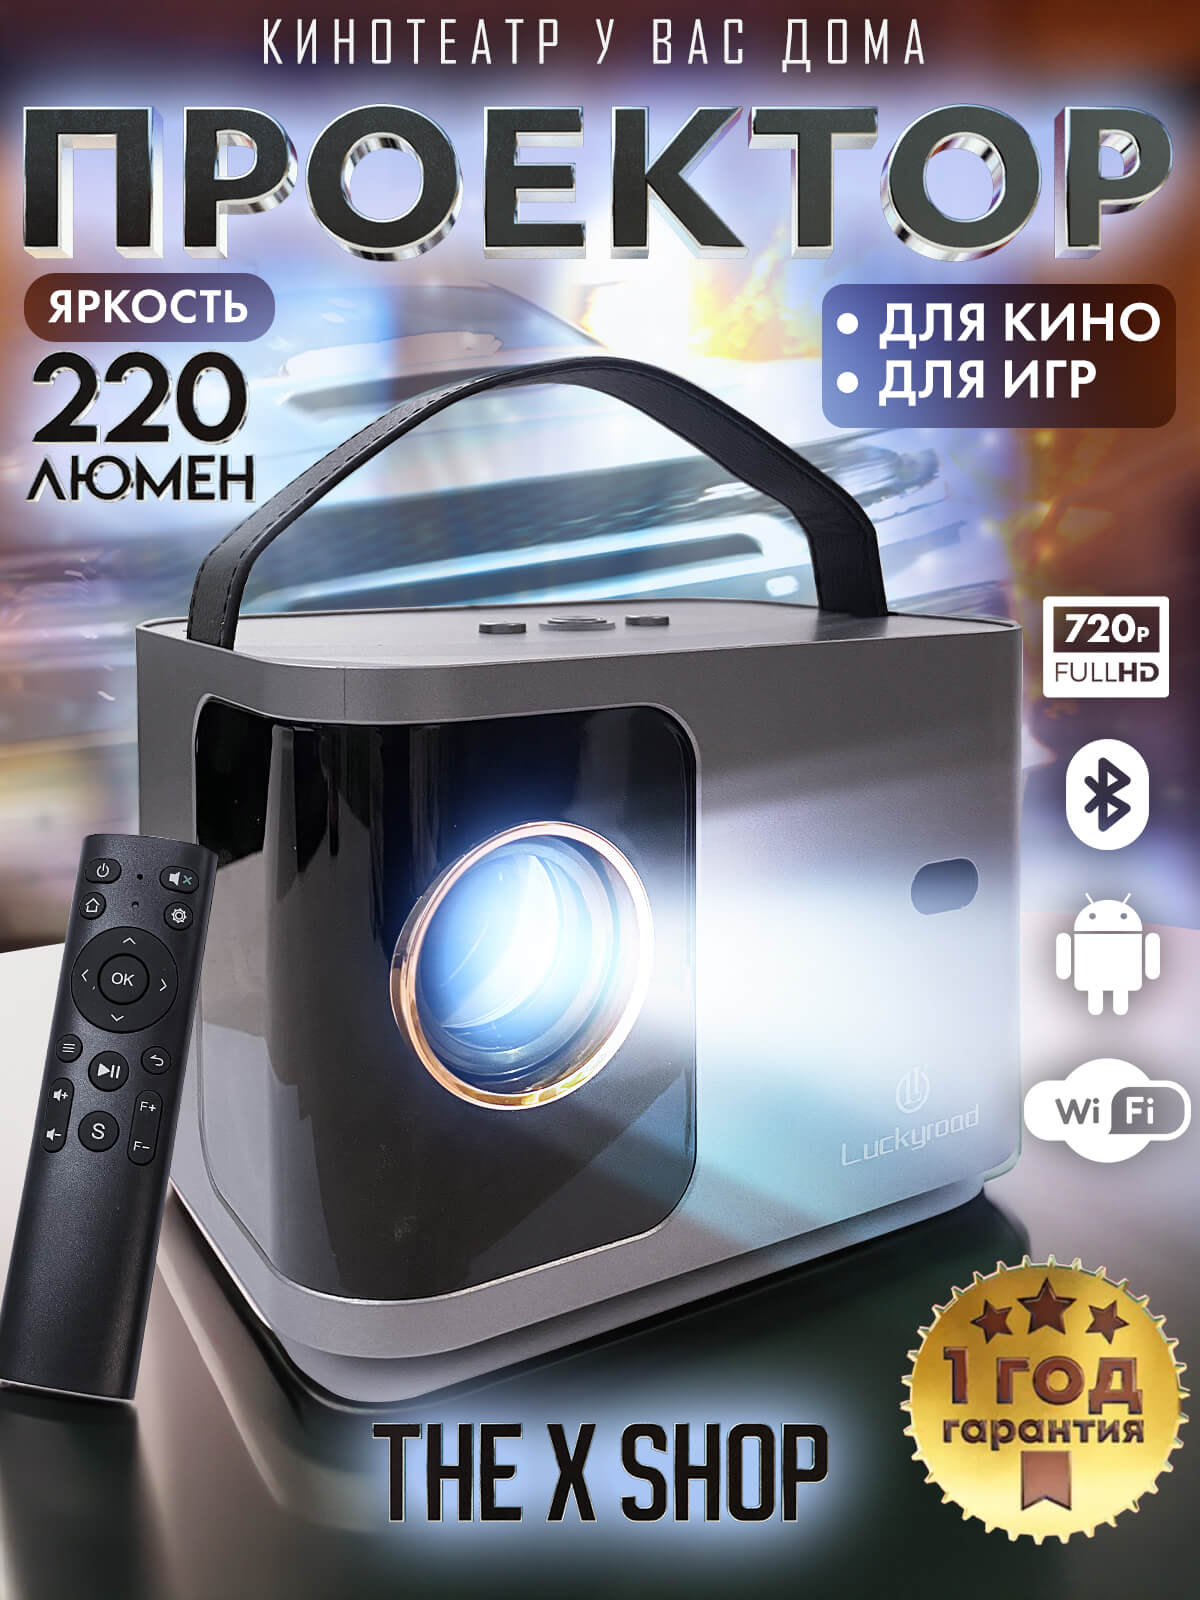 КИНОТЕАТР У ВАС ДОМА
ПРОЕКТОР
ЯРКОСТЬ
220
ЛЮМЕН
• ДЛЯ КИНО
• ДЛЯ ИГР
720P
FULLHD
OK
S
F+
F-
Luckyroad
Wi Fi
1 ГОД
гарантия
THE X SHOP